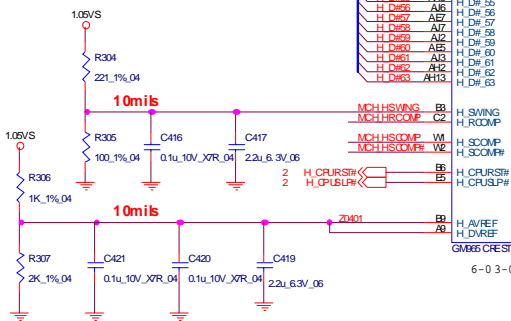 H_D#_55
H_D#56 AJ6 H_D#_56
H_D#57 AE7 H_D#_57
H_D#58 AJ7 H_D#_58
H_D#59 AJ2 H_D#_59
H_D#60 AE5 H_D#_60
H_D#61 AJ3 H_D#_61
H_D#62 AH2 H_D#_62
H_D#63 AH13 H_D#_63
1.05VS
R304
221_1%_04
10mils
MCH_HSWING B3 H_SWING
MCH_HRCOMP C2 H_RCOMP
R305
100_1%_04
C416
0.1u_10V_X7R_04
C417
2.2u_6.3V_06
MCH_HSCOMP W1 H_SCOMP
MCH_HSCOMP# W2 H_SCOMP#
1.05VS
2 H_CPURST# B6 H_CPURST#
2 H_CPUSLP# E5 H_CPUSLP#
R306
1K_1%_04
10mils
Z0401 B9 H_AVREF
A9 H_DVREF
R307
2K_1%_04
C421
0.1u_10V_X7R_04
C420
0.1u_10V_X7R_04
C419
2.2u_6.3V_06
GM965 CREST
6-03-0